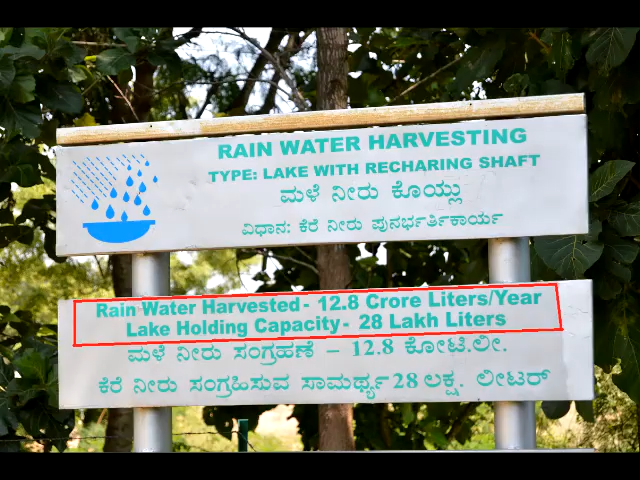 RAIN WATER HARVESTING
TYPE: LAKE WITH RECHARING SHAFT
ಮಳೆ ನೀರು ಕೊಯ್ಲು
ವಿಧಾನ: ಕೆರೆ ನೀರು ಪುನರ್ಭರ್ತಿಕಾರ್ಯ
Rain Water Harvested - 12.8 Crore Liters/Year
Lake Holding Capacity - 28 Lakh Liters
ಮಳೆ ನೀರು ಸಂಗ್ರಹಣೆ – 12.8 ಕೋಟಿ.ಲೀ.
ಕೆರೆ ನೀರು ಸಂಗ್ರಹಿಸುವ ಸಾಮರ್ಥ್ಯ 28 ಲಕ್ಷ. ಲೀಟರ್